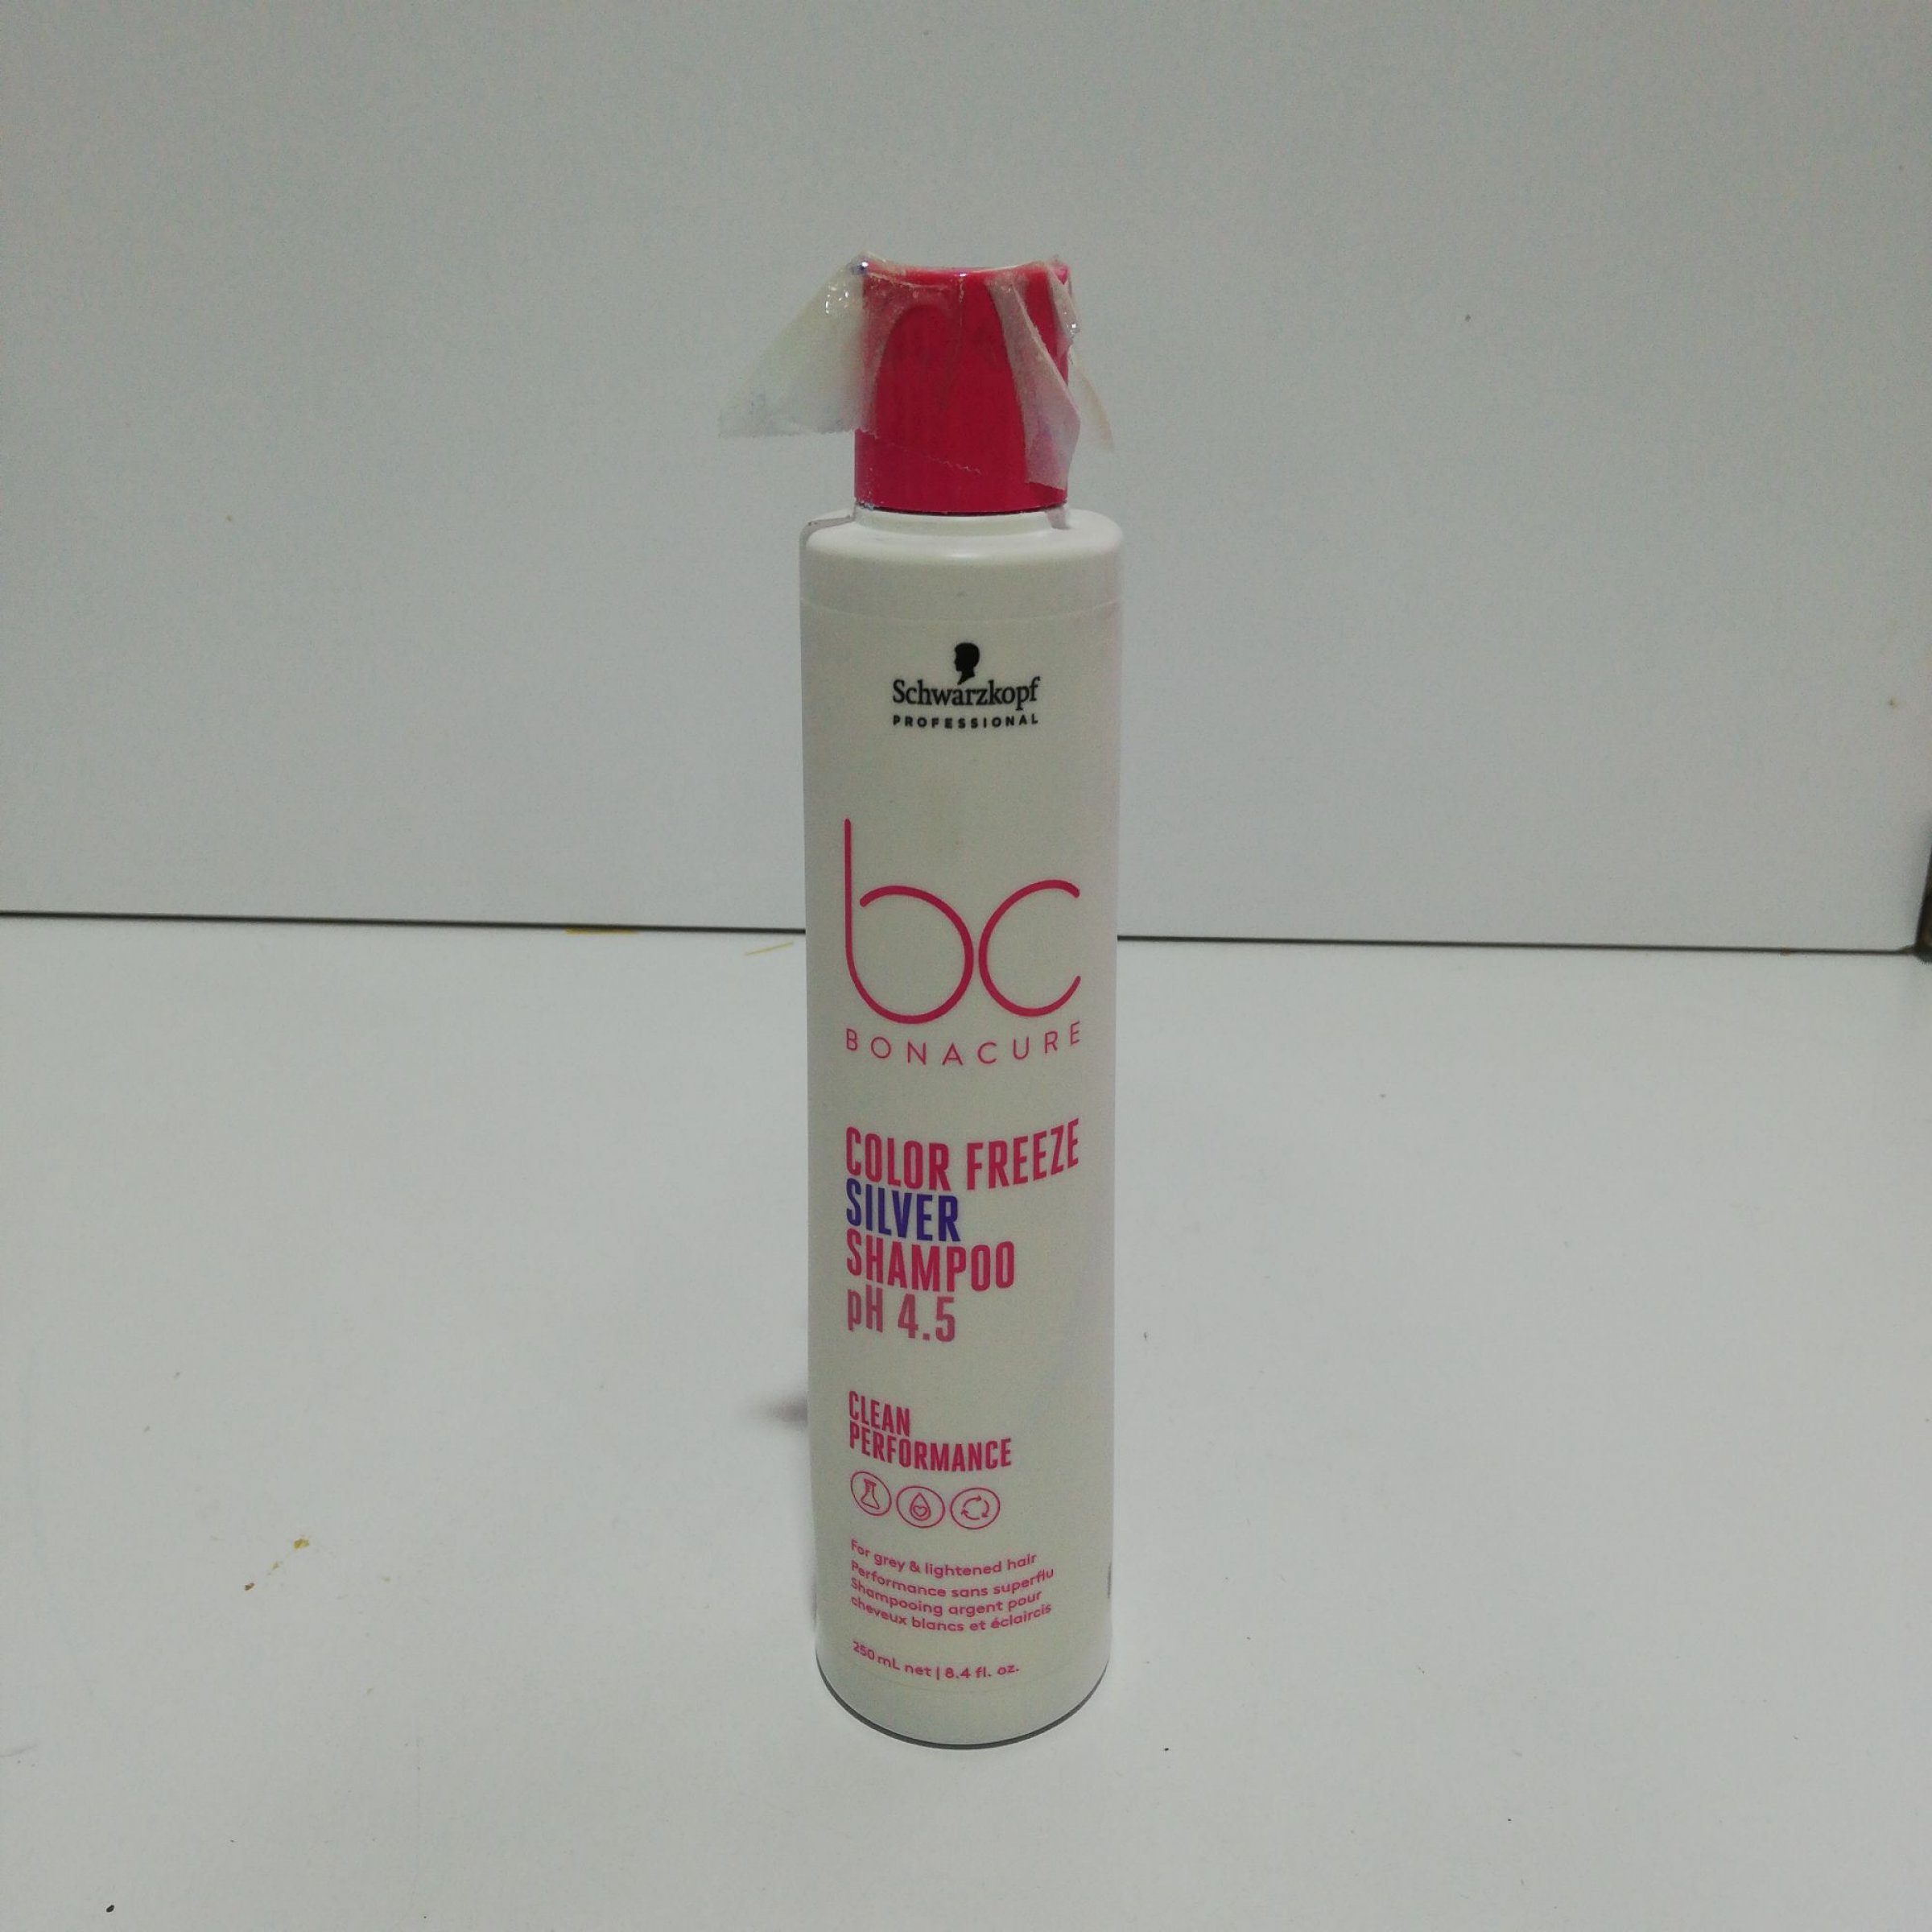 Schwarzkopf
PROFESSIONAL
bc
BONACURE
COLOR FREEZE
SILVER
SHAMPOO
pH 4.5
CLEAN
PERFORMANCE
For grey & lightened hair
Performance sans superflu
Shampooing argent pour
cheveux blancs et éclaircis
250 mL net | 8.4 fl. oz.